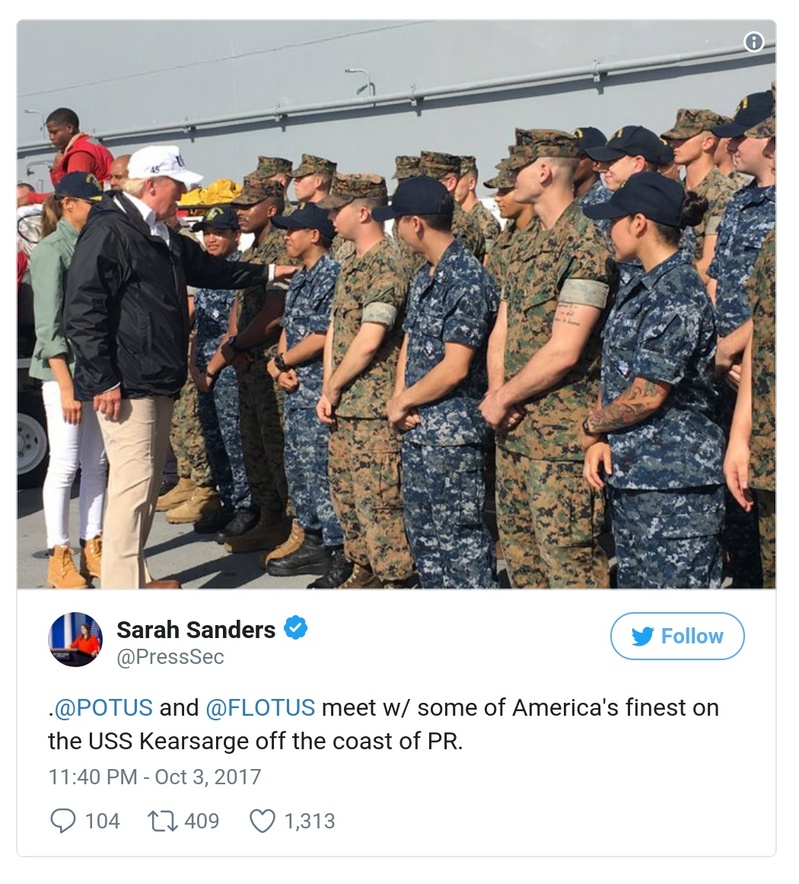 45
Sarah Sanders
@PressSec
Follow
.@POTUS and @FLOTUS meet w/ some of America's finest on
the USS Kearsarge off the coast of PR.
11:40 PM - Oct 3, 2017
104 409 1,313